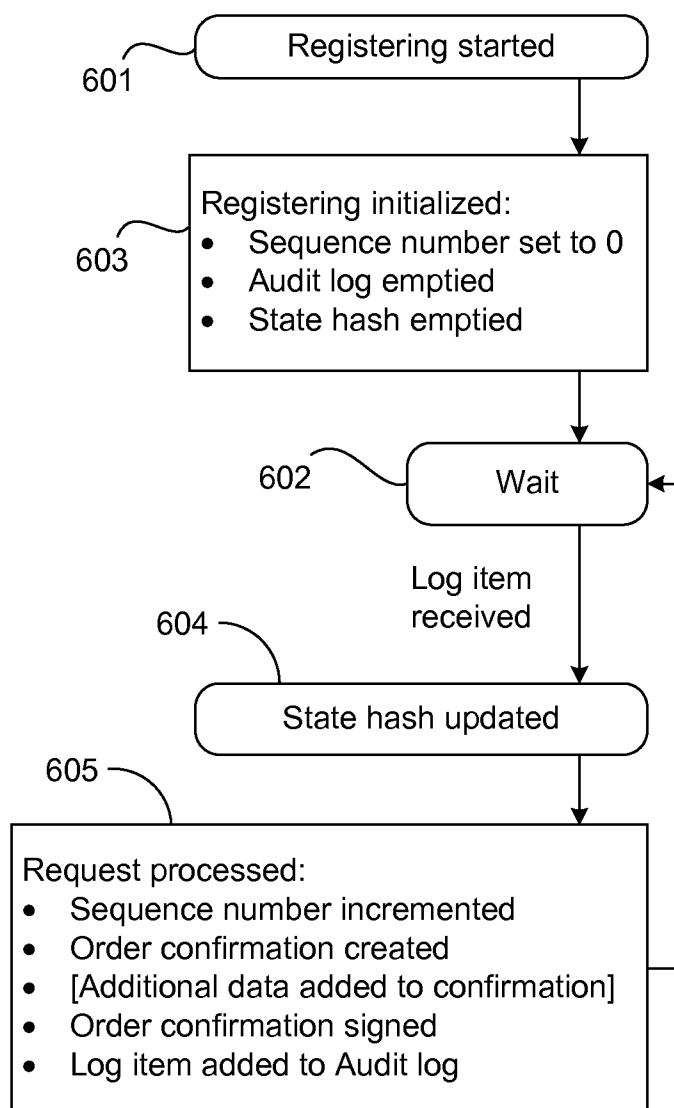 Registering started
601
Registering initialized:
• Sequence number set to 0
• Audit log emptied
• State hash emptied
603
Wait
602
Log item
received
604
State hash updated
605
Request processed:
• Sequence number incremented
• Order confirmation created
• [Additional data added to confirmation]
• Order confirmation signed
• Log item added to Audit log